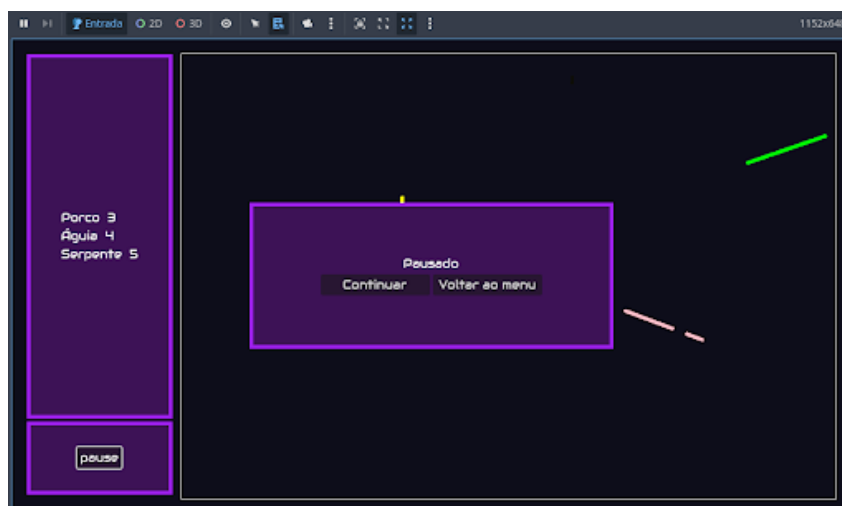 Entrada 2D 3D 1152x648
Porco 3
Águia 4
Serpente 5
Pausado
Continuar Voltar ao menu
pause